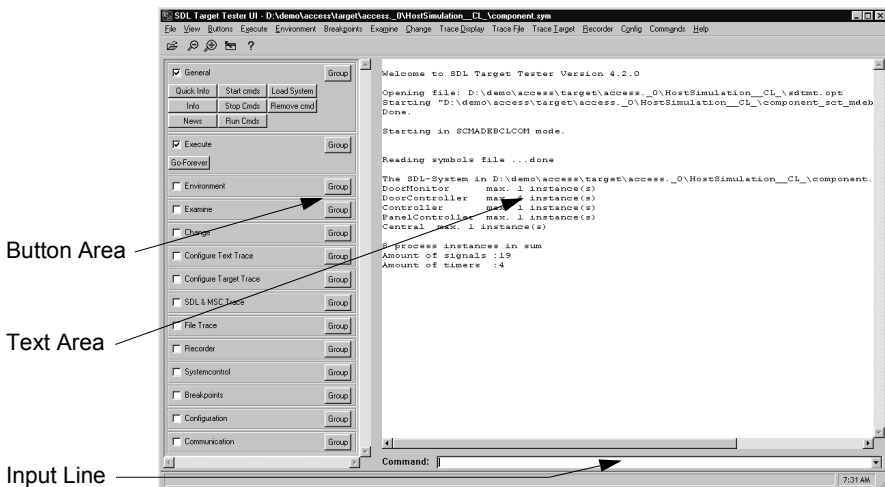 SDL Target Tester UI - D:\demo\access\target\access._0\HostSimulation__CL_\component.sym
File View Buttons Execute Environment Breakpoints Examine Change Trace Display Trace File Trace Target Recorder Config Commands Help
General Group
Quick Info Start cmds Load System
Info Stop Cmds Remove cmd
News Run Cmds
Execute Group
Go-Forever
Environment Group
Examine Group
Change Group
Configure Text Trace Group
Configure Target Trace Group
SDL & MSC Trace Group
File Trace Group
Recorder Group
Systemcontrol Group
Breakpoints Group
Configuration Group
Communication Group
Welcome to SDL Target Tester Version 4.2.0
Opening file: D:\demo\access\target\access._0\HostSimulation__CL_\sdtmt.opt
Starting "D:\demo\access\target\access._0\HostSimulation__CL_\component_sct_mdeb
Done.
Starting in SCMADEBCLCOM mode.
Reading symbols file ...done
The SDL-System in D:\demo\access\target\access._0\HostSimulation__CL_\component.
DoorMonitor max. 1 instance(s)
DoorController max. instance(s)
Controller max. 1 instance(s)
PanelController max. 1 instance(s)
Central max. 1 instance(s)
process instances in sum
Amount of signals :19
Amount of timers :4
Command:
7:31 AM
Button Area
Text Area
Input Line